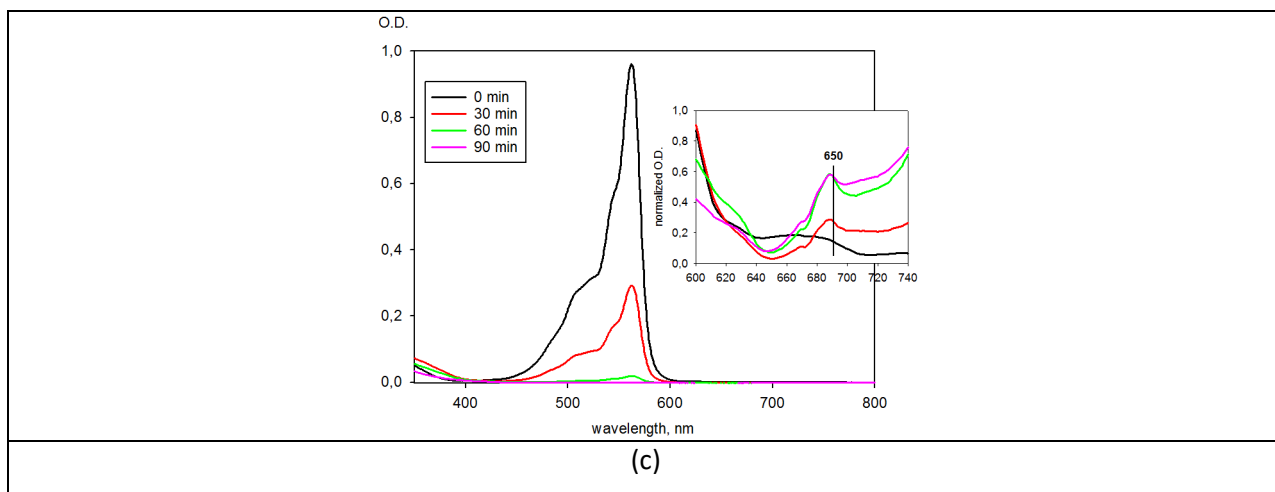 O.D.
1,0
0,8
0,6
0,4
0,2
0,0
400
500
600
700
800
wavelength, nm
0 min
30 min
60 min
90 min
1,0
0,8
0,6
0,4
0,2
0,0
normalized O.D.
650
600 620 640 660 680 700 720 740
(c)